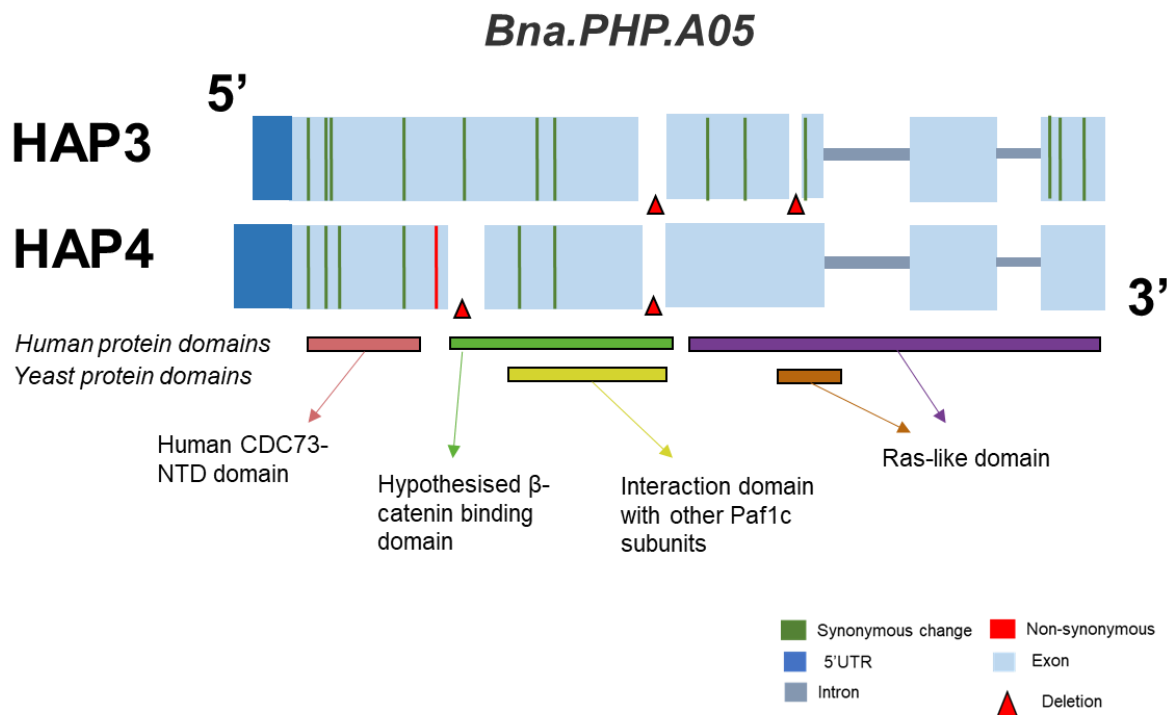 Bna.PHP.A05
5’
HAP3
HAP4
3’
Human protein domains
Yeast protein domains
Human CDC73-
NTD domain
Hypothesised β-
catenin binding
domain
Interaction domain
with other Paf1c
subunits
Ras-like domain
Synonymous change
Non-synonymous
5’UTR
Exon
Intron
Deletion